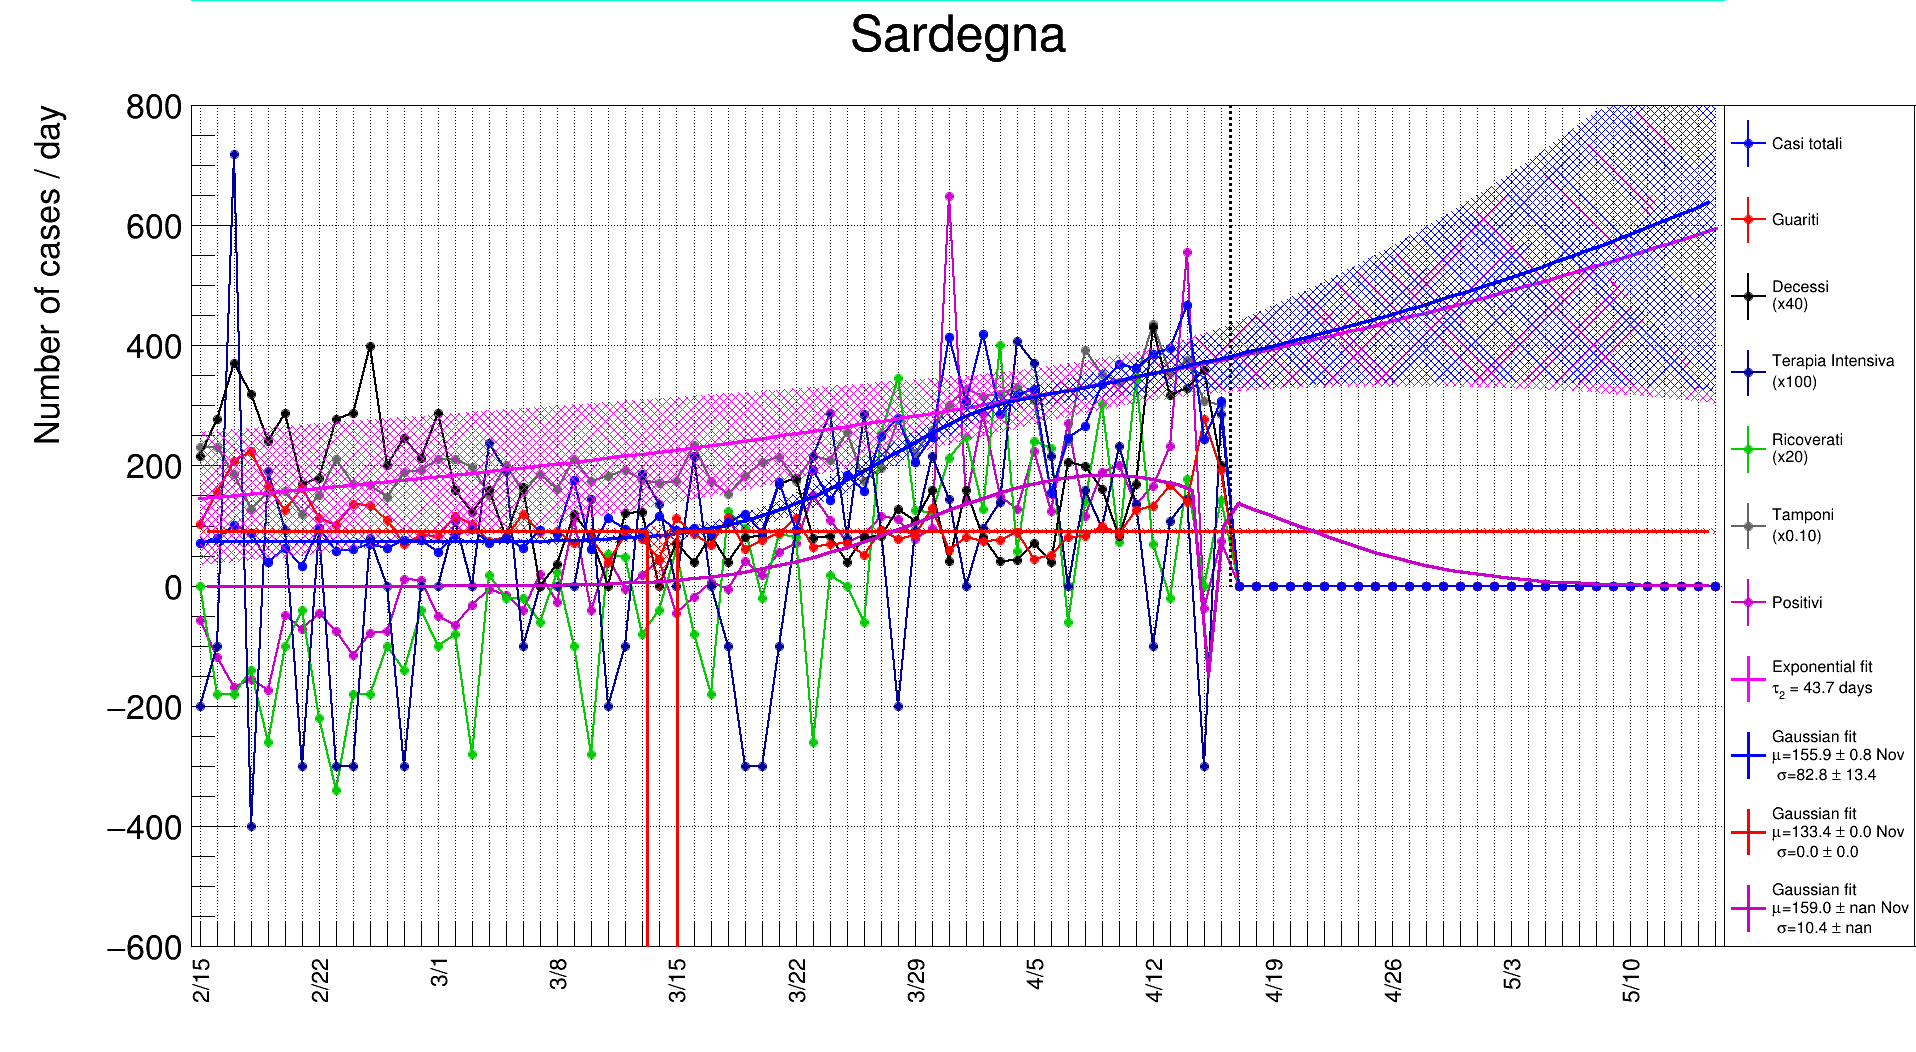 Sardegna
Number of cases / day
800
600
400
200
0
−200
−400
−600
2/15
2/22
3/1
3/8
3/15
3/22
3/29
4/5
4/12
4/19
4/26
5/3
5/10
Casi totali
Guariti
Decessi
(x40)
Terapia Intensiva
(x100)
Ricoverati
(x20)
Tamponi
(x0.10)
Positivi
Exponential fit
τ2 = 43.7 days
Gaussian fit
μ=155.9 ± 0.8 Nov
σ=82.8 ± 13.4
Gaussian fit
μ=133.4 ± 0.0 Nov
σ=0.0 ± 0.0
Gaussian fit
μ=159.0 ± nan Nov
σ=10.4 ± nan